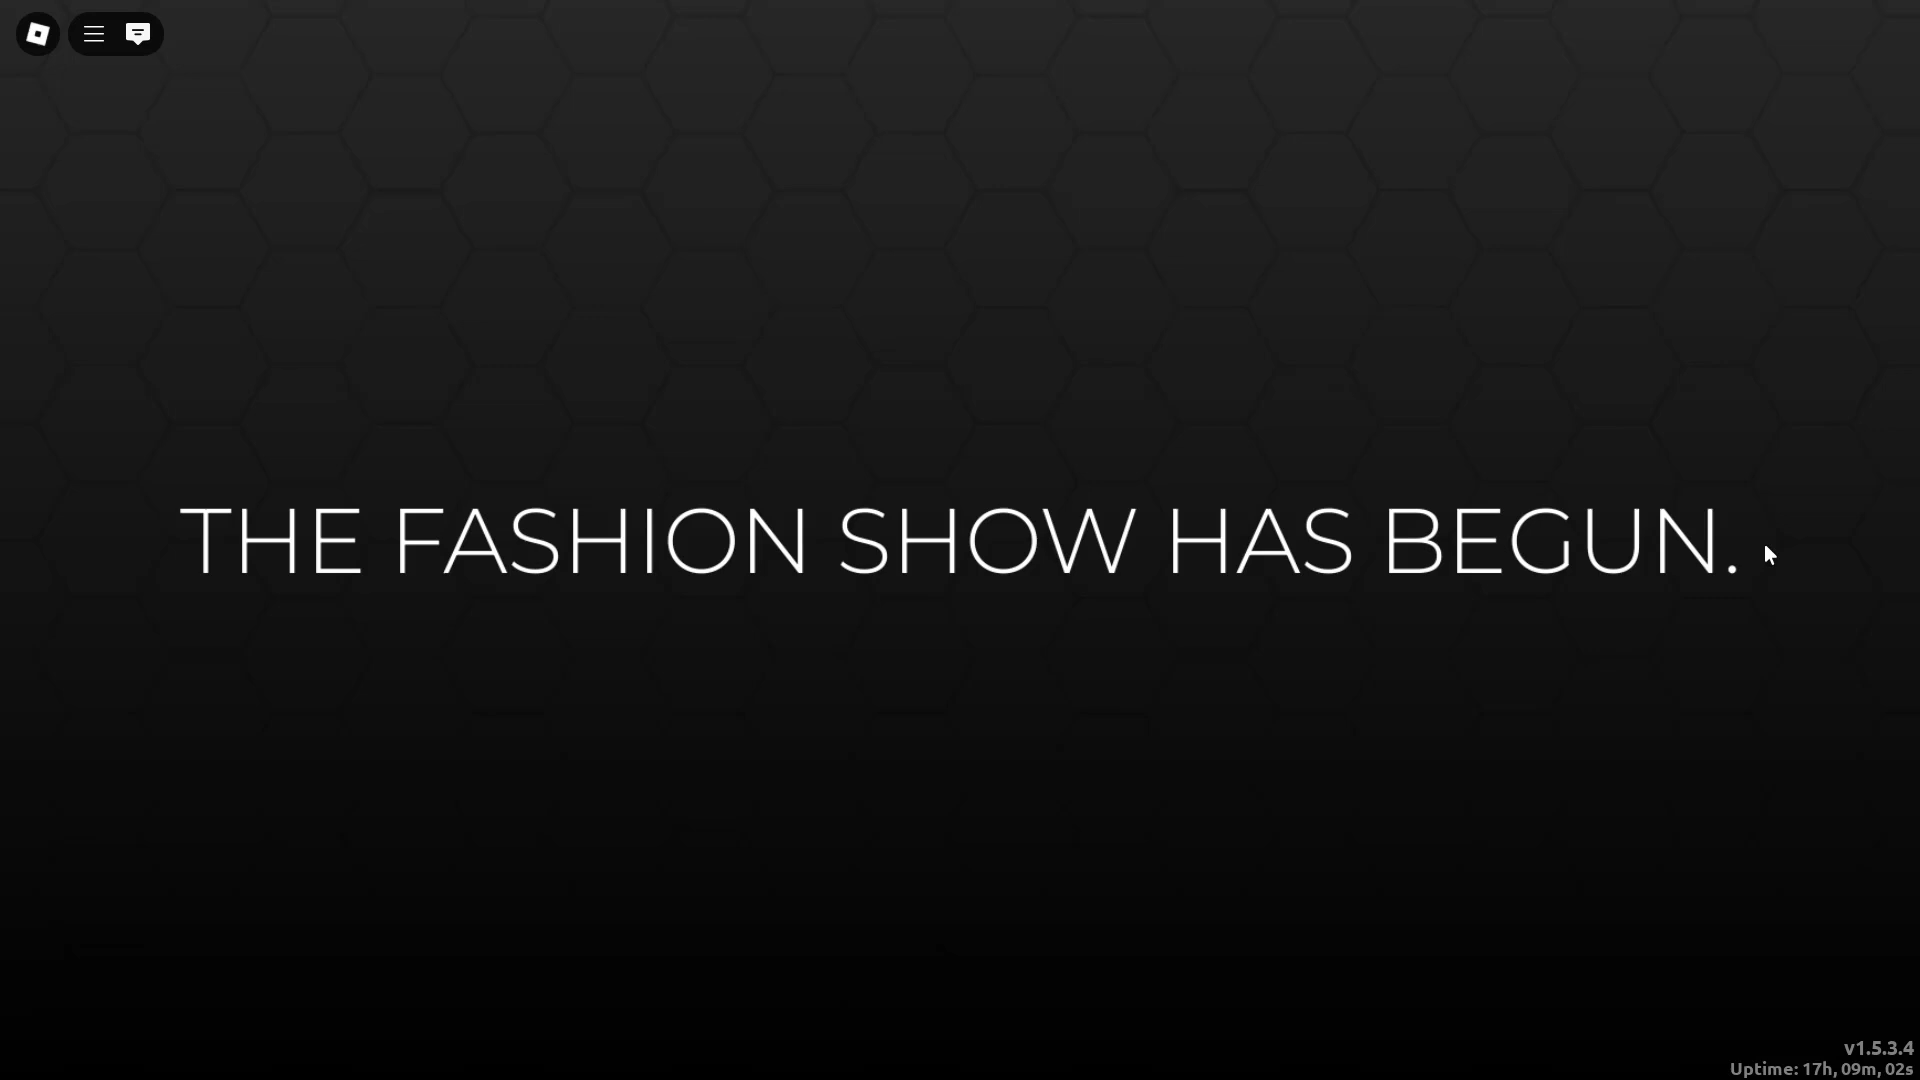 THE FASHION SHOW HAS BEGUN.
v1.5.3.4
Uptime: 17h, 09m, 02s